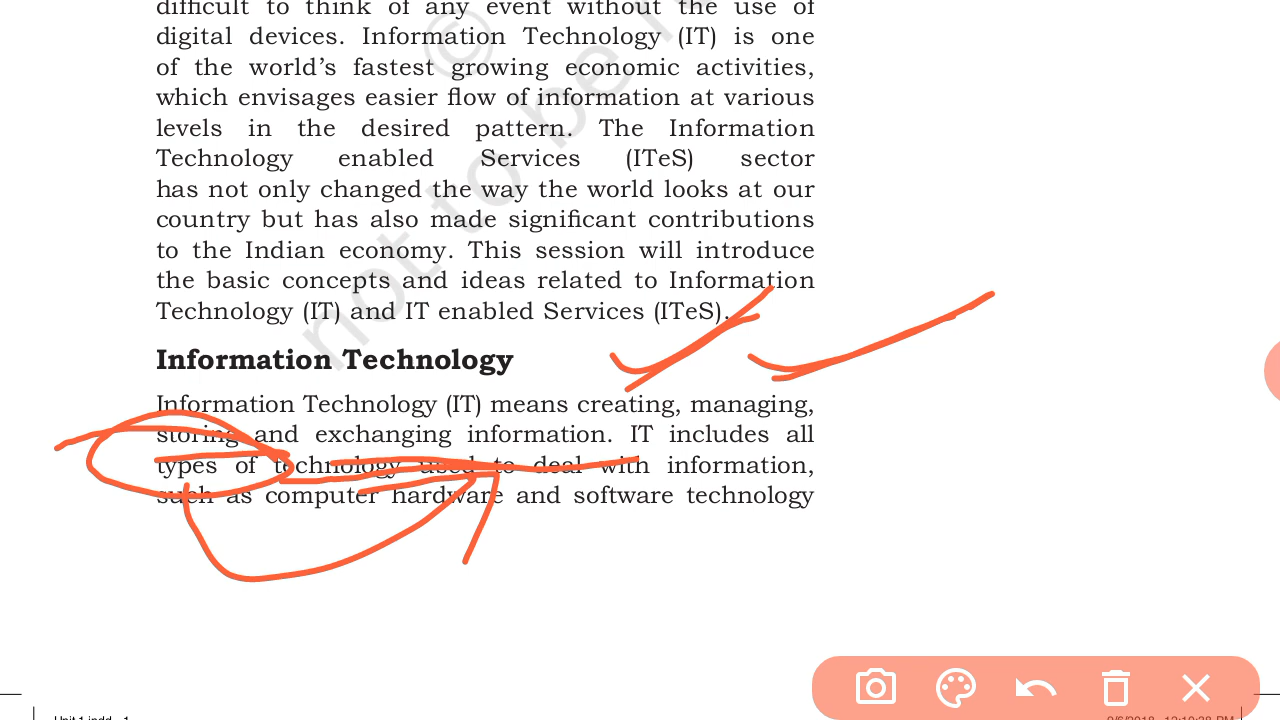 difficult to think of any event without the use of
digital devices. Information Technology (IT) is one
of the world's fastest growing economic activities,
which envisages easier flow of information at various
levels in the desired pattern. The Information
Technology enabled Services (ITeS) sector
has not only changed the way the world looks at our
country but has also made significant contributions
to the Indian economy. This session will introduce
the basic concepts and ideas related to Information
Technology (IT) and IT enabled Services (ITeS).
Information Technology
Information Technology (IT) means creating, managing,
storing and exchanging information. IT includes all
types of technology used to deal with information,
such as computer hardware and software technology
© not to be